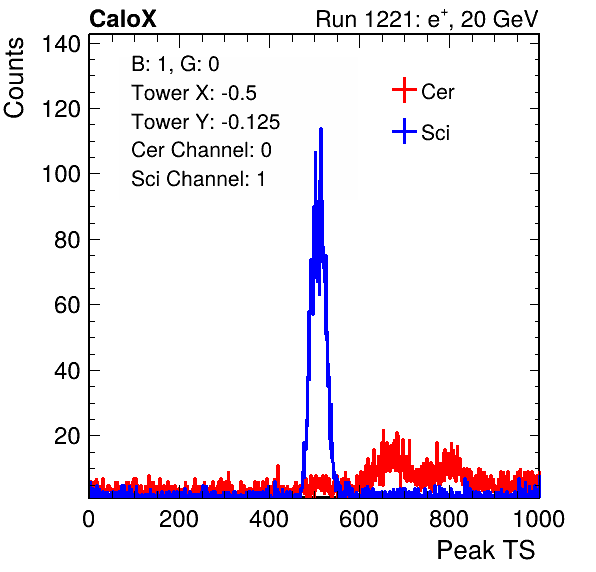 CaloX Run 1221: e+, 20 GeV
Counts
140
120
100
80
60
40
20
B: 1, G: 0
Tower X: -0.5
Tower Y: -0.125
Cer Channel: 0
Sci Channel: 1
Cer
Sci
0 200 400 600 800 1000
Peak TS